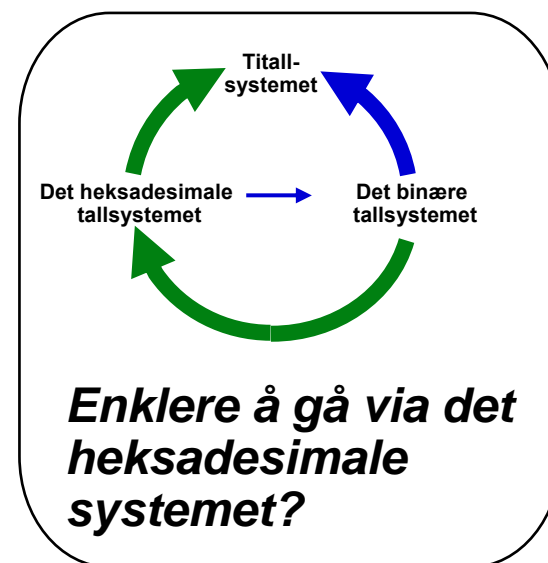 Titall-
systemet
Det heksadesimale
tallsystemet
Det binære
tallsystemet
Enklere å gå via det
heksadesimale
systemet?